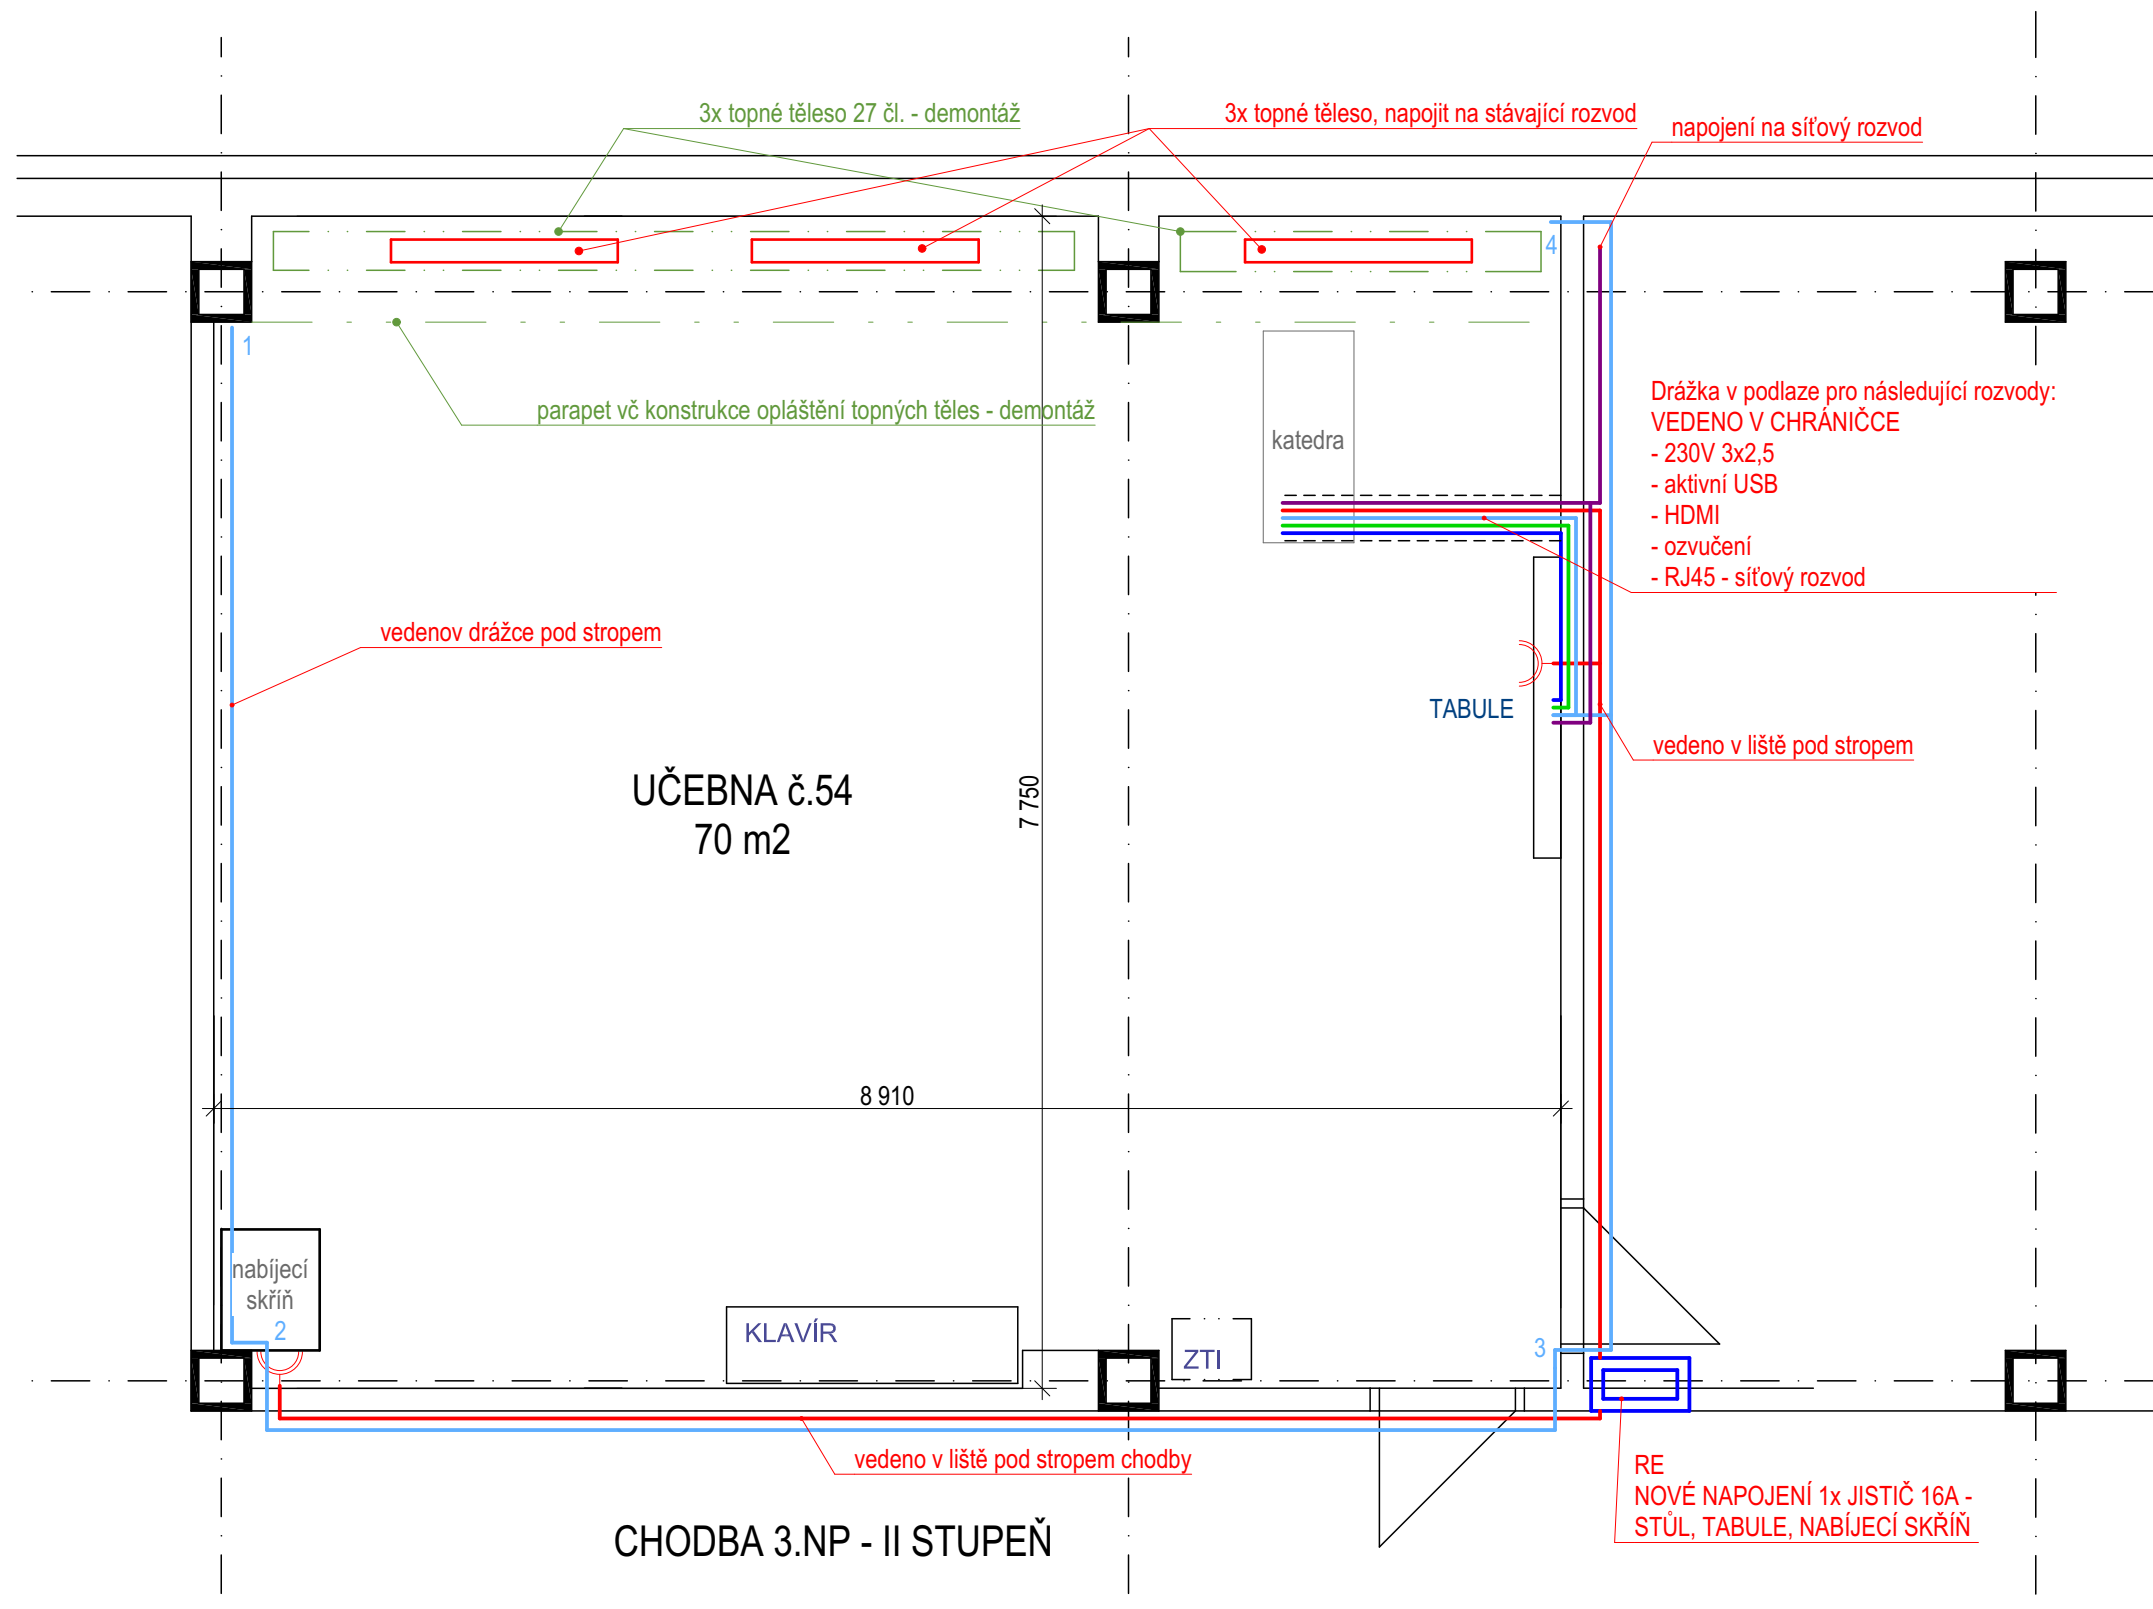 3x topné těleso 27 čl. - demontáž
3x topné těleso, napojit na stávající rozvod
napojení na síťový rozvod
4
1
parapet vč konstrukce opláštění topných těles - demontáž
katedra
Drážka v podlaze pro následující rozvody:
VEDENO V CHRÁNIČCE
- 230V 3x2,5
- aktivní USB
- HDMI
- ozvučení
- RJ45 - síťový rozvod
vedenov drážce pod stropem
TABULE
vedeno v liště pod stropem
UČEBNA č.54
70 m2
7 750
8 910
nabíjecí
skříň
2
KLAVÍR
ZTI
3
vedeno v liště pod stropem chodby
RE
NOVÉ NAPOJENÍ 1x JISTIČ 16A -
STŮL, TABULE, NABÍJECÍ SKŘÍŇ
CHODBA 3.NP - II STUPEŇ